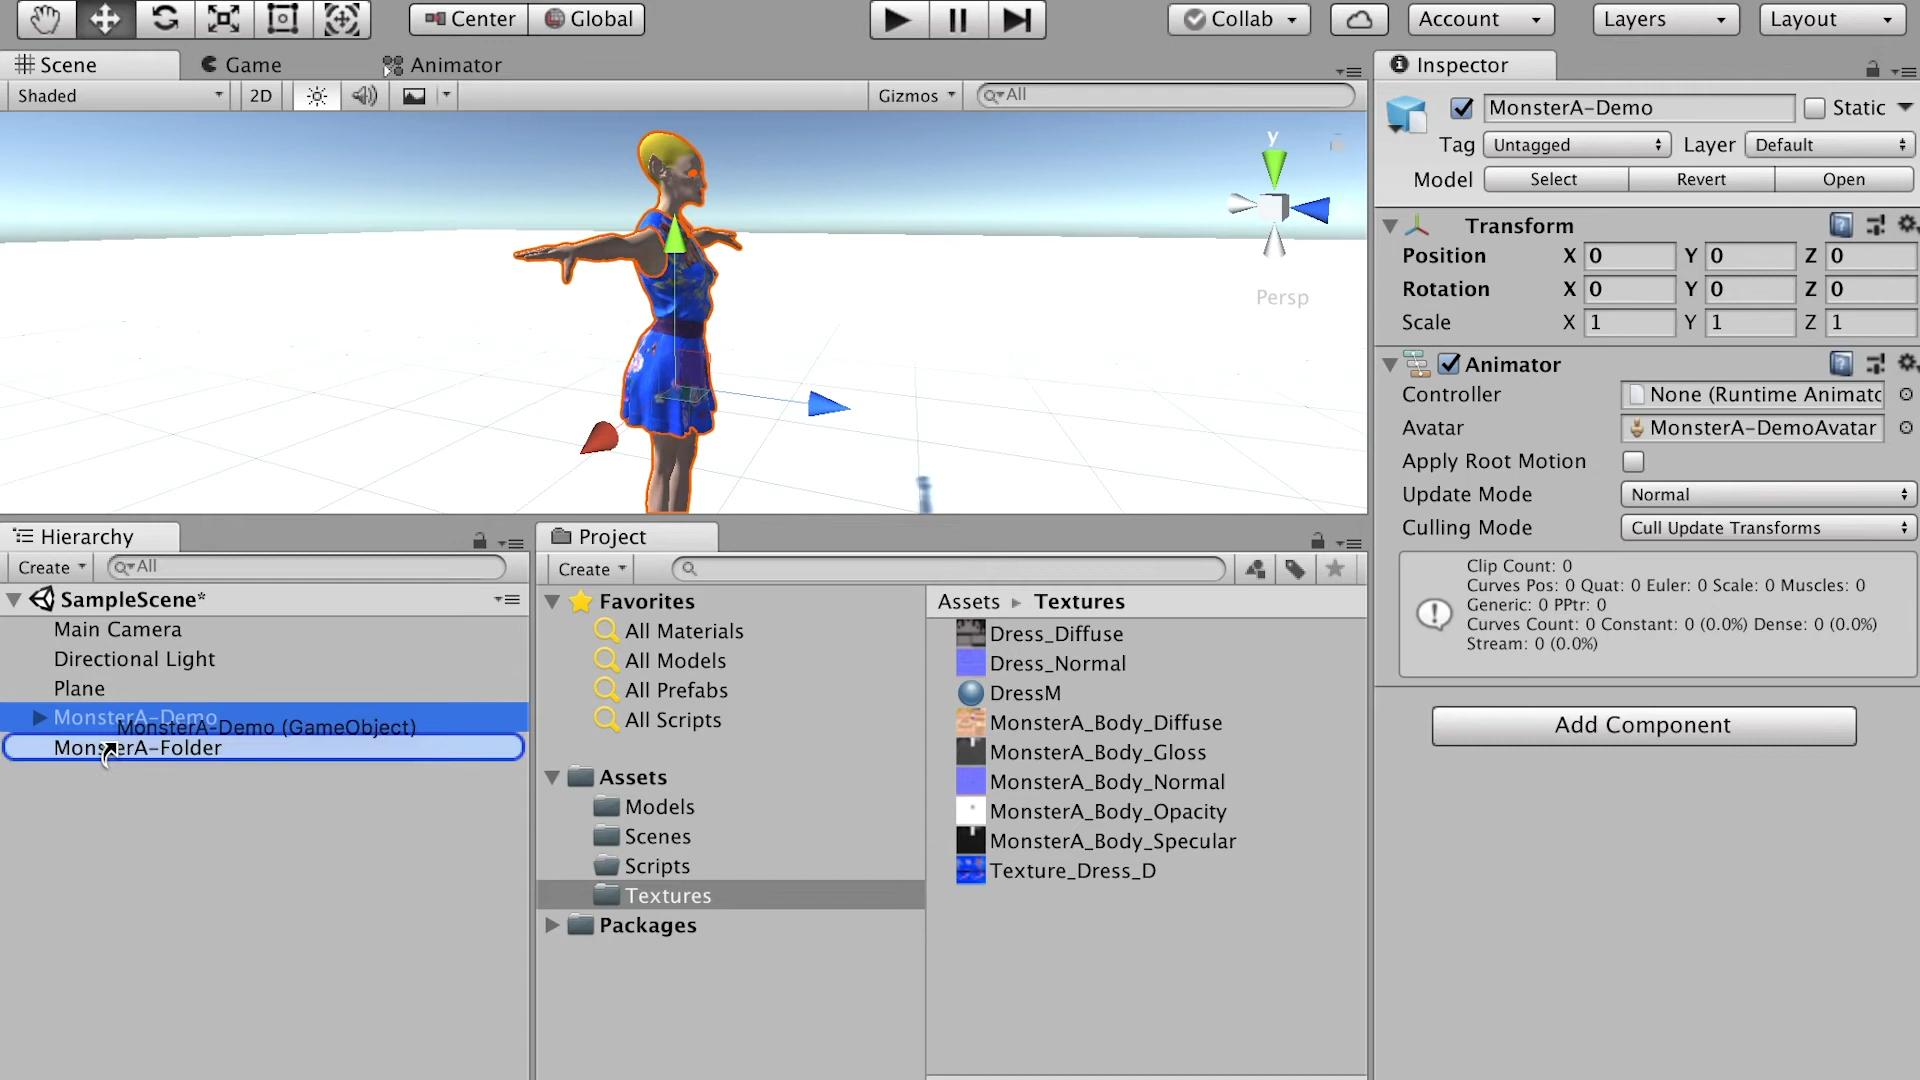 Center Global Collab Account Layers Layout
Scene Game Animator
Shaded 2D Gizmos All
y
Persp
Inspector
MonsterA-Demo Static
Tag Untagged Layer Default
Model Select Revert Open
Transform
Position X 0 Y 0 Z 0
Rotation X 0 Y 0 Z 0
Scale X 1 Y 1 Z 1
Animator
Controller None (Runtime Animato
Avatar MonsterA-DemoAvatar
Apply Root Motion
Update Mode Normal
Culling Mode Cull Update Transforms
Clip Count: 0
Curves Pos: 0 Quat: 0 Euler: 0 Scale: 0 Muscles: 0
Generic: 0 PPtr: 0
Curves Count: 0 Constant: 0 (0.0%) Dense: 0 (0.0%)
Stream: 0 (0.0%)
Add Component
Hierarchy
Create All
SampleScene*
Main Camera
Directional Light
Plane
MonsterA-Demo
MonsterA-Demo (GameObject)
MonsterA-Folder
Project
Create
Favorites
All Materials
All Models
All Prefabs
All Scripts
Assets
Models
Scenes
Scripts
Textures
Packages
Assets Textures
Dress_Diffuse
Dress_Normal
DressM
MonsterA_Body_Diffuse
MonsterA_Body_Gloss
MonsterA_Body_Normal
MonsterA_Body_Opacity
MonsterA_Body_Specular
Texture_Dress_D